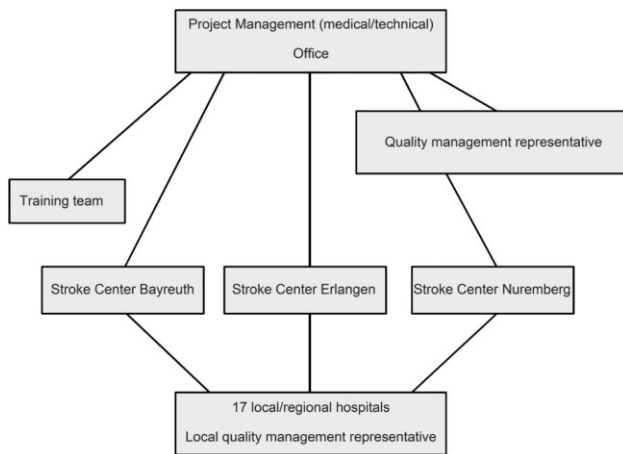 Project Management (medical/technical)
Office
Quality management representative
Training team
Stroke Center Bayreuth
Stroke Center Erlangen
Stroke Center Nuremberg
17 local/regional hospitals
Local quality management representative